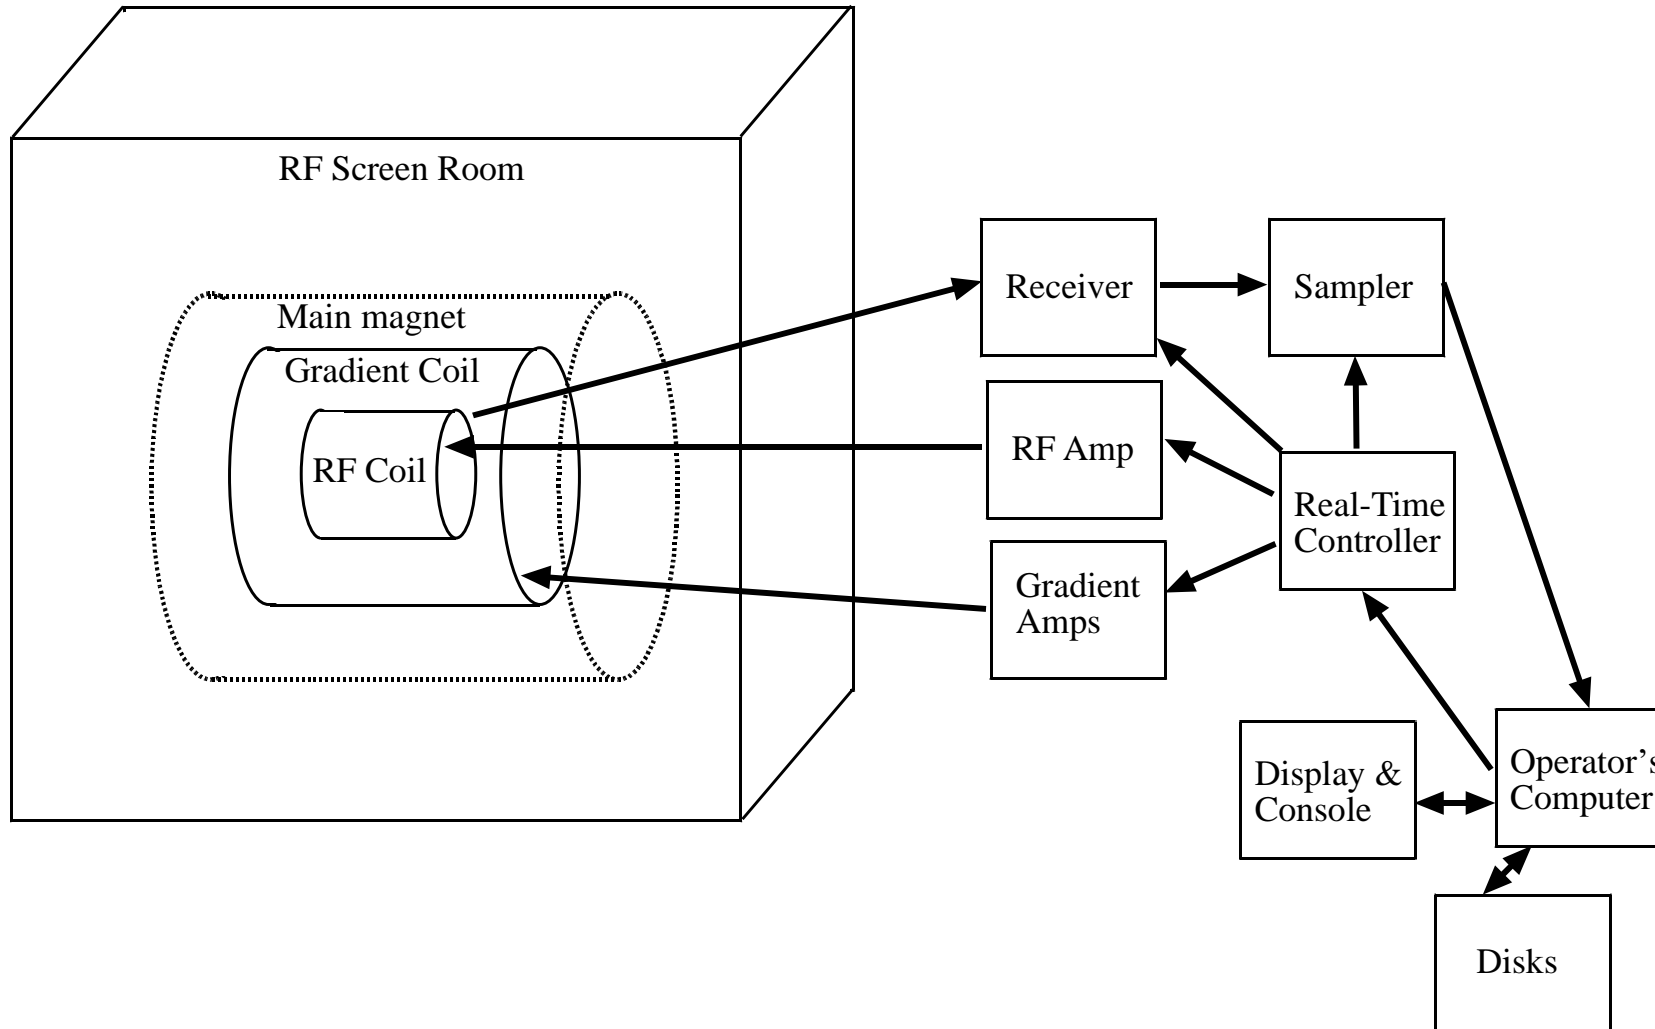 RF Screen Room
Main magnet
Gradient Coil
RF Coil
Receiver
Sampler
RF Amp
Real-Time
Controller
Gradient
Amps
Display &
Console
Operator’s
Computer
Disks